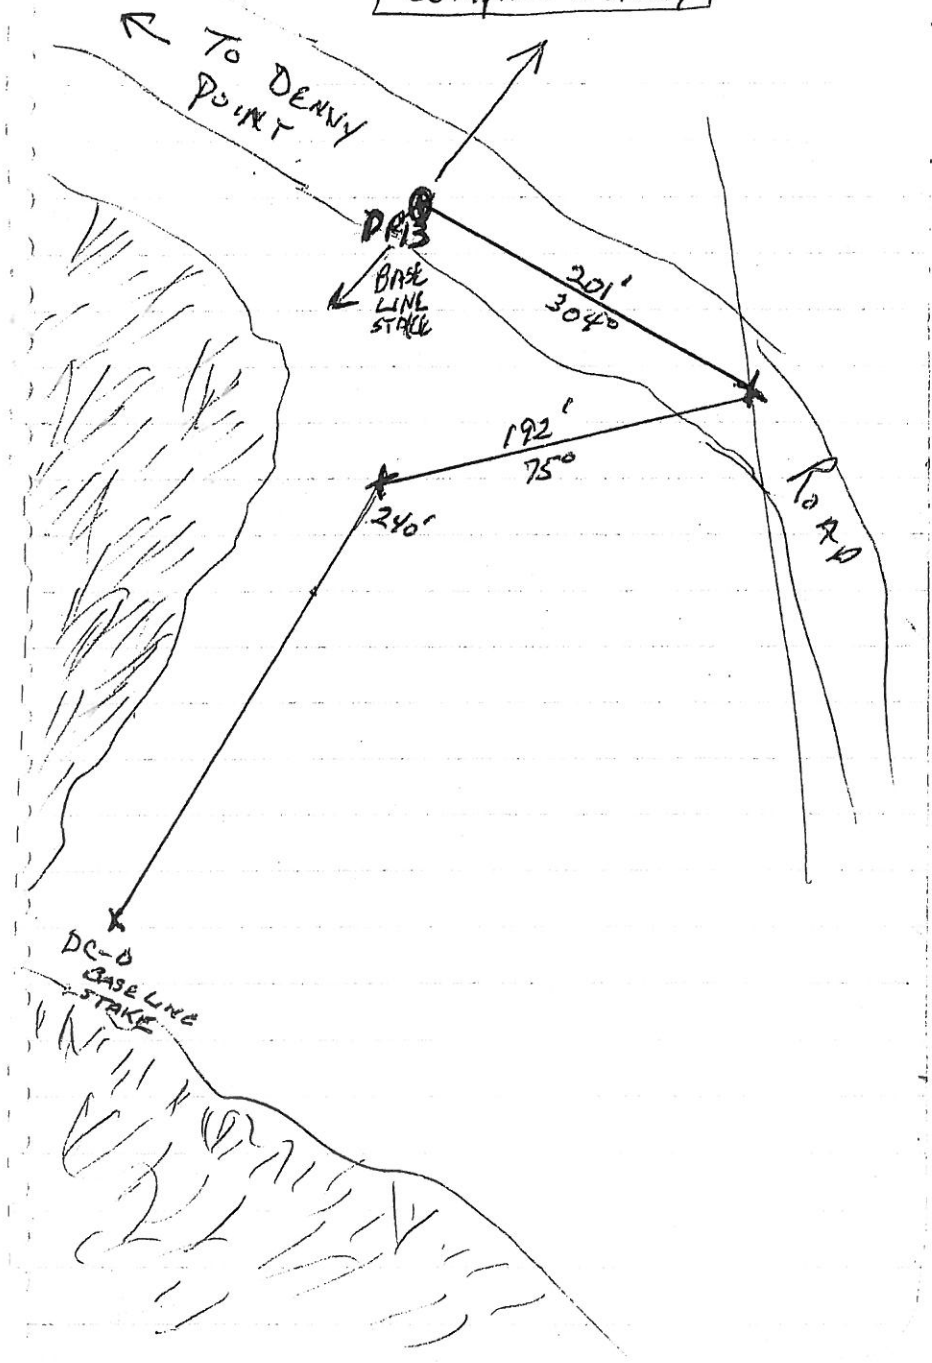 To DENNY
POINT
DP13
BASE
LINE
STAKE
201'
304°
192'
75°
240'
ROAD
DC-0
BASE LINE
STAKE